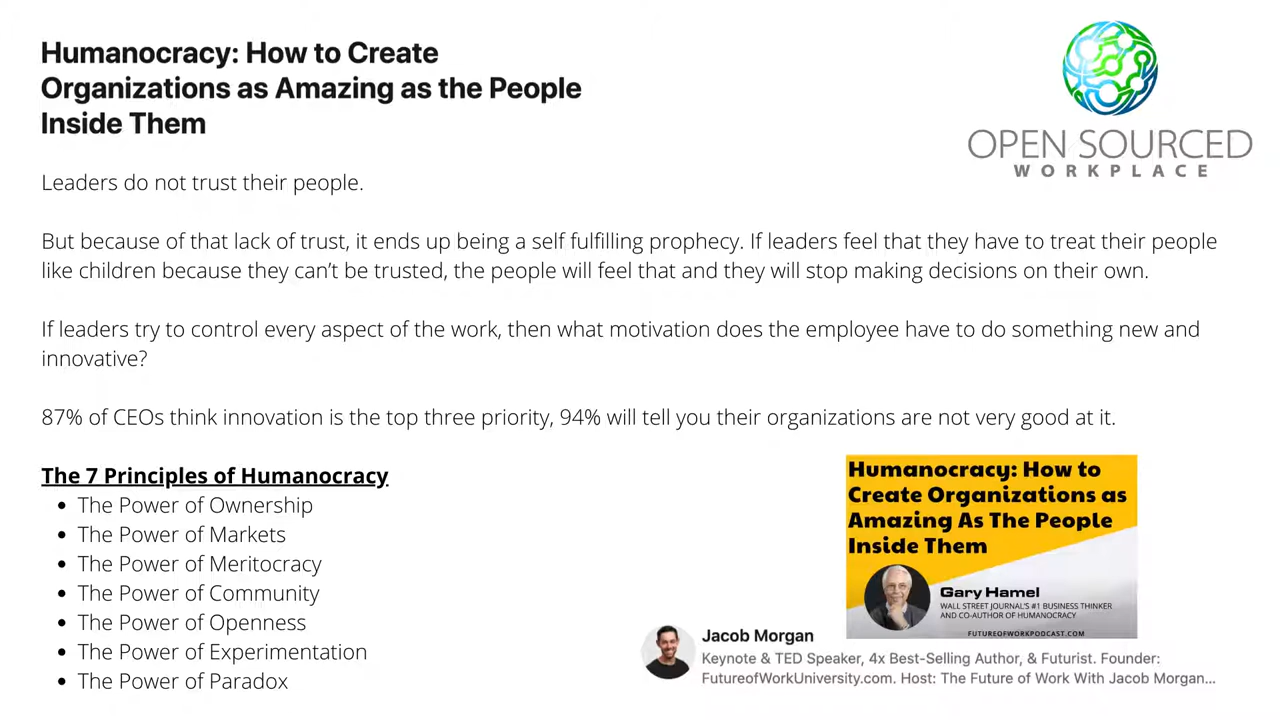 Humanocracy: How to Create
Organizations as Amazing as the People
Inside Them
OPEN SOURCED
WORKPLACE
Leaders do not trust their people.
But because of that lack of trust, it ends up being a self fulfilling prophecy. If leaders feel that they have to treat their people
like children because they can’t be trusted, the people will feel that and they will stop making decisions on their own.
If leaders try to control every aspect of the work, then what motivation does the employee have to do something new and
innovative?
87% of CEOs think innovation is the top three priority, 94% will tell you their organizations are not very good at it.
The 7 Principles of Humanocracy
• The Power of Ownership
• The Power of Markets
• The Power of Meritocracy
• The Power of Community
• The Power of Openness
• The Power of Experimentation
• The Power of Paradox
Humanocracy: How to
Create Organizations as
Amazing As The People
Inside Them
Gary Hamel
WALL STREET JOURNAL'S #1 BUSINESS THINKER
AND CO-AUTHOR OF HUMANOCRACY
FUTUREOFWORKPODCAST.COM
Jacob Morgan
Keynote & TED Speaker, 4x Best-Selling Author, & Futurist. Founder:
FutureofWorkUniversity.com. Host: The Future of Work With Jacob Morgan...